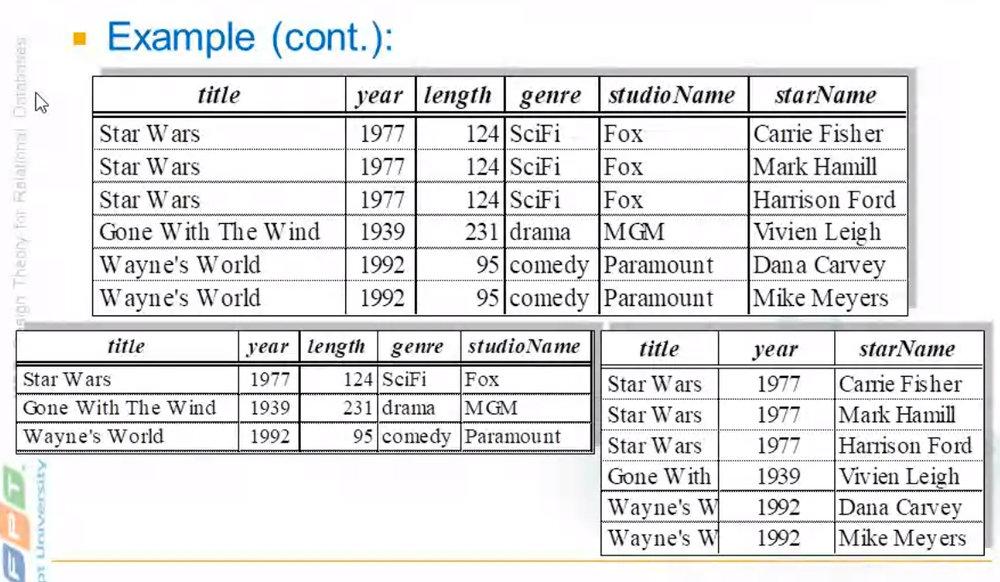 Example (cont.):
title year length genre studioName starName
Star Wars 1977 124 SciFi Fox Carrie Fisher
Star Wars 1977 124 SciFi Fox Mark Hamill
Star Wars 1977 124 SciFi Fox Harrison Ford
Gone With The Wind 1939 231 drama MGM Vivien Leigh
Wayne's World 1992 95 comedy Paramount Dana Carvey
Wayne's World 1992 95 comedy Paramount Mike Meyers
title year length genre studioName
Star Wars 1977 124 SciFi Fox
Gone With The Wind 1939 231 drama MGM
Wayne's World 1992 95 comedy Paramount
title year starName
Star Wars 1977 Carrie Fisher
Star Wars 1977 Mark Hamill
Star Wars 1977 Harrison Ford
Gone With 1939 Vivien Leigh
Wayne's W 1992 Dana Carvey
Wayne's W 1992 Mike Meyers
sign Theory for Relational Databases
FPT
pt University